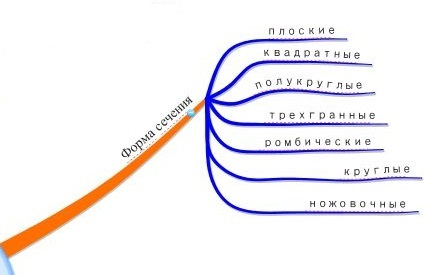 плоские
квадратные
полукруглые
Форма сечения
трехгранные
ромбические
круглые
ножовочные